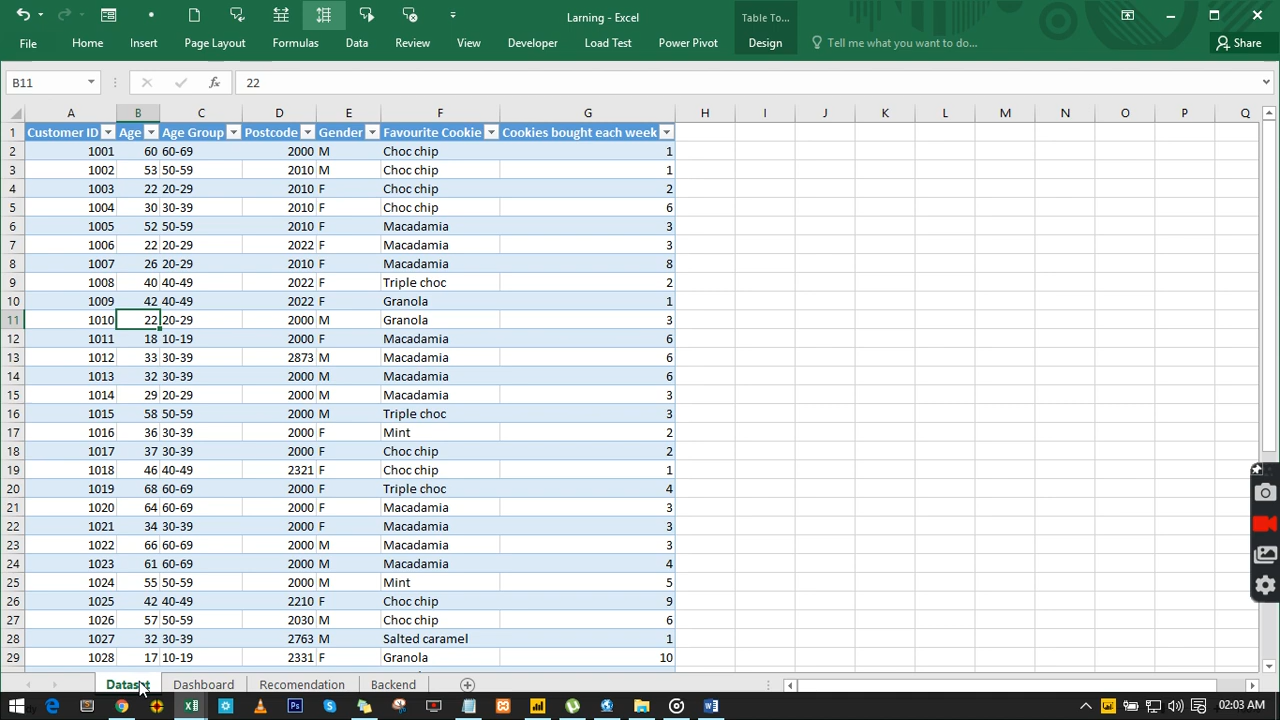 Larning - Excel
Table To...
File Home Insert Page Layout Formulas Data Review View Developer Load Test Power Pivot Design Tell me what you want to do... Share
B11 fx 22
A B C D E F G H I J K L M N O P Q
1 Customer ID Age Age Group Postcode Gender Favourite Cookie Cookies bought each week
2 1001 60 60-69 2000 M Choc chip 1
3 1002 53 50-59 2010 M Choc chip 1
4 1003 22 20-29 2010 F Choc chip 2
5 1004 30 30-39 2010 F Choc chip 6
6 1005 52 50-59 2010 F Macadamia 3
7 1006 22 20-29 2022 F Macadamia 3
8 1007 26 20-29 2010 F Macadamia 8
9 1008 40 40-49 2022 F Triple choc 2
10 1009 42 40-49 2022 F Granola 1
11 1010 22 20-29 2000 M Granola 3
12 1011 18 10-19 2000 F Macadamia 6
13 1012 33 30-39 2873 M Macadamia 6
14 1013 32 30-39 2000 M Macadamia 6
15 1014 29 20-29 2000 M Macadamia 3
16 1015 58 50-59 2000 M Triple choc 3
17 1016 36 30-39 2000 F Mint 2
18 1017 37 30-39 2000 F Choc chip 2
19 1018 46 40-49 2321 F Choc chip 1
20 1019 68 60-69 2000 F Triple choc 4
21 1020 64 60-69 2000 F Macadamia 3
22 1021 34 30-39 2000 F Macadamia 3
23 1022 66 60-69 2000 M Macadamia 3
24 1023 61 60-69 2000 F Macadamia 4
25 1024 55 50-59 2000 M Mint 5
26 1025 42 40-49 2210 F Choc chip 9
27 1026 57 50-59 2030 M Choc chip 6
28 1027 32 30-39 2763 M Salted caramel 1
29 1028 17 10-19 2331 F Granola 10
Dataset Dashboard Recomendation Backend
02:03 AM